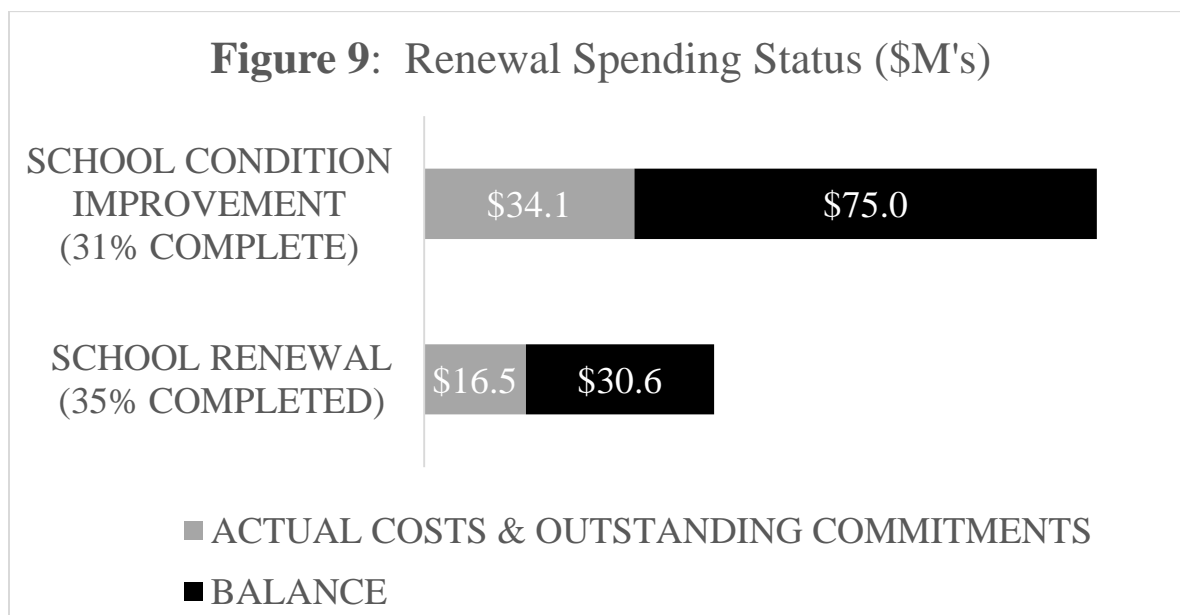 Figure 9:  Renewal Spending Status ($M's)
SCHOOL CONDITION
IMPROVEMENT
(31% COMPLETE)
$34.1
$75.0
SCHOOL RENEWAL
(35% COMPLETED)
$16.5
$30.6
ACTUAL COSTS & OUTSTANDING COMMITMENTS
BALANCE